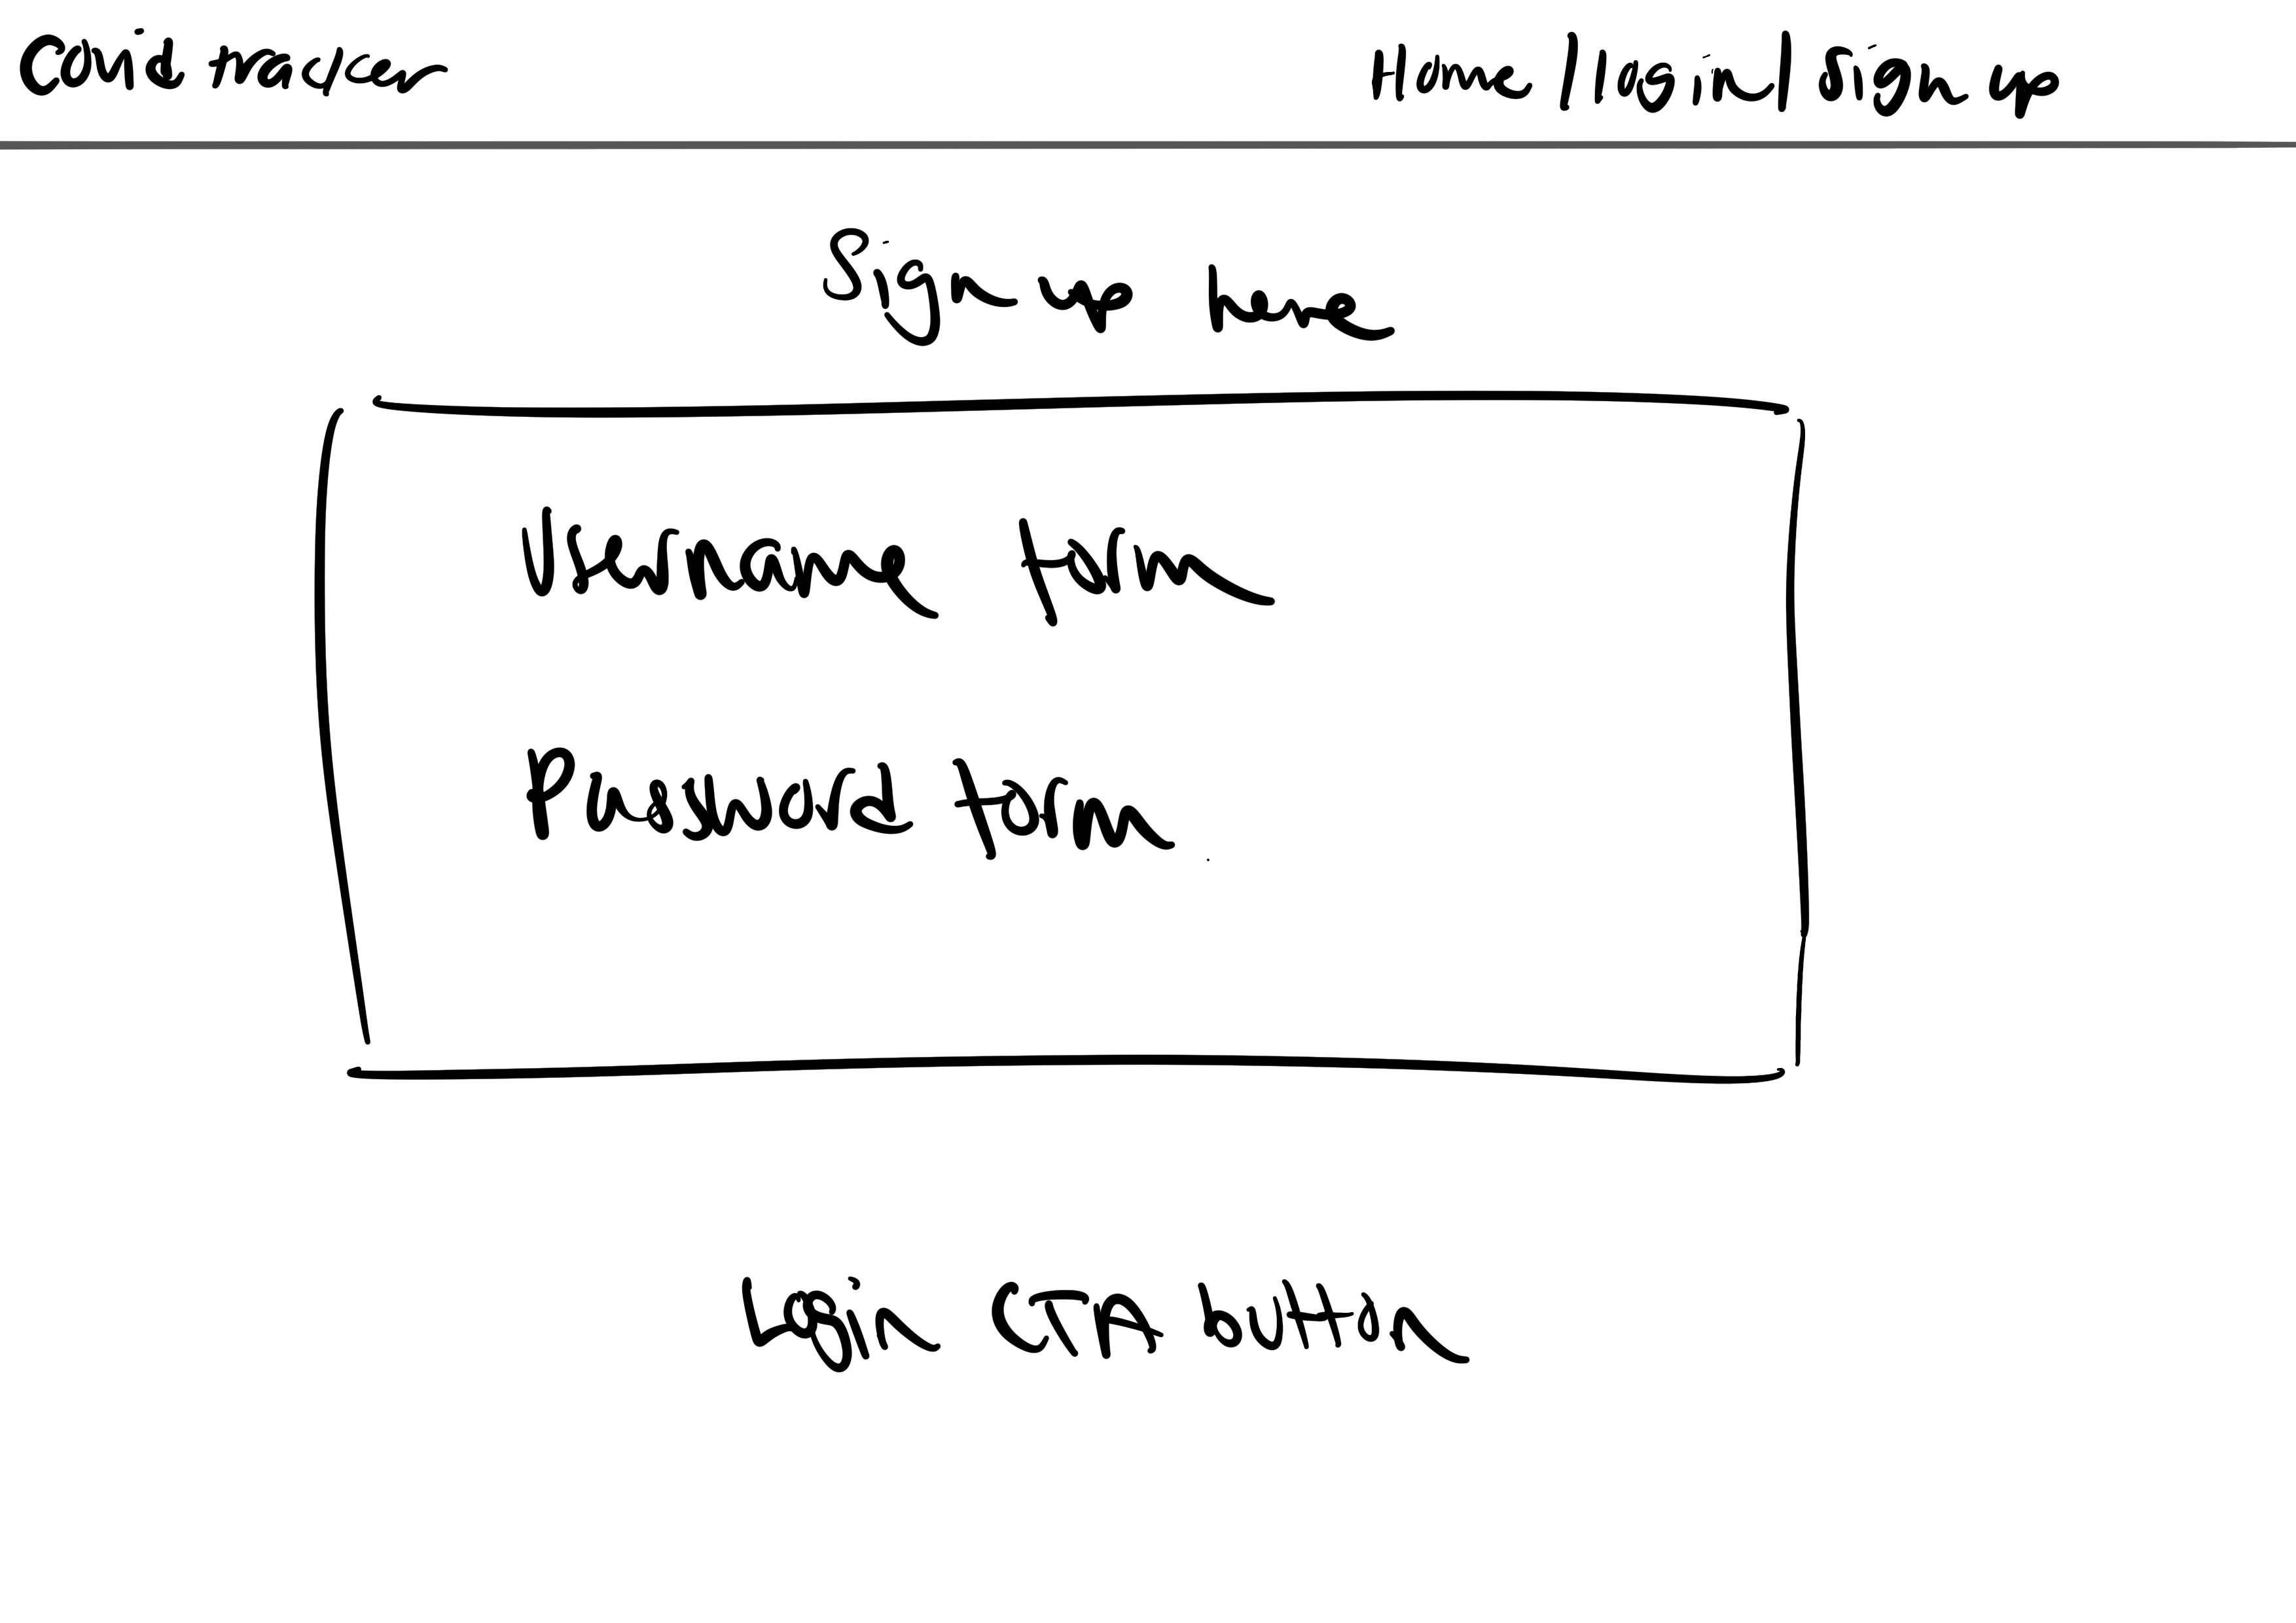 Covid tracker
Home / login / sign up
Sign up here
Username form
Password form
Login CTA button